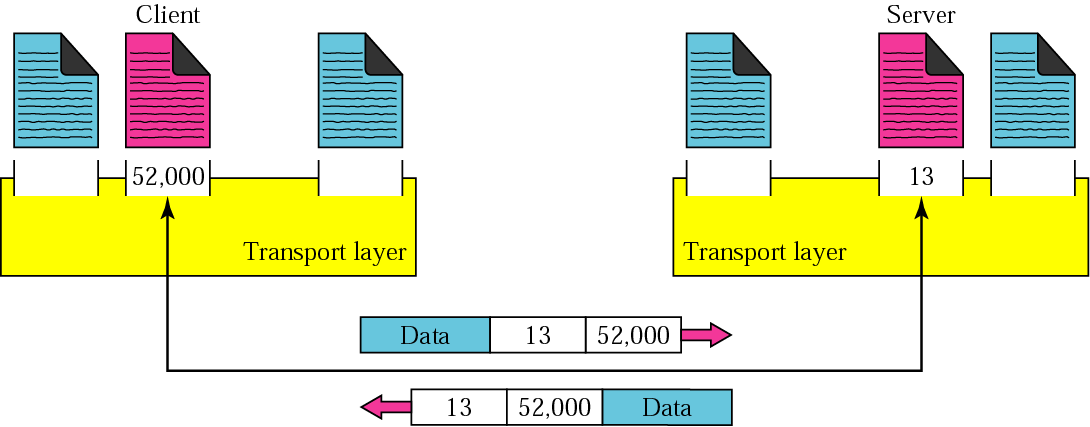 Client
Server
52,000
13
Transport layer
Transport layer
Data 13 52,000
13 52,000 Data